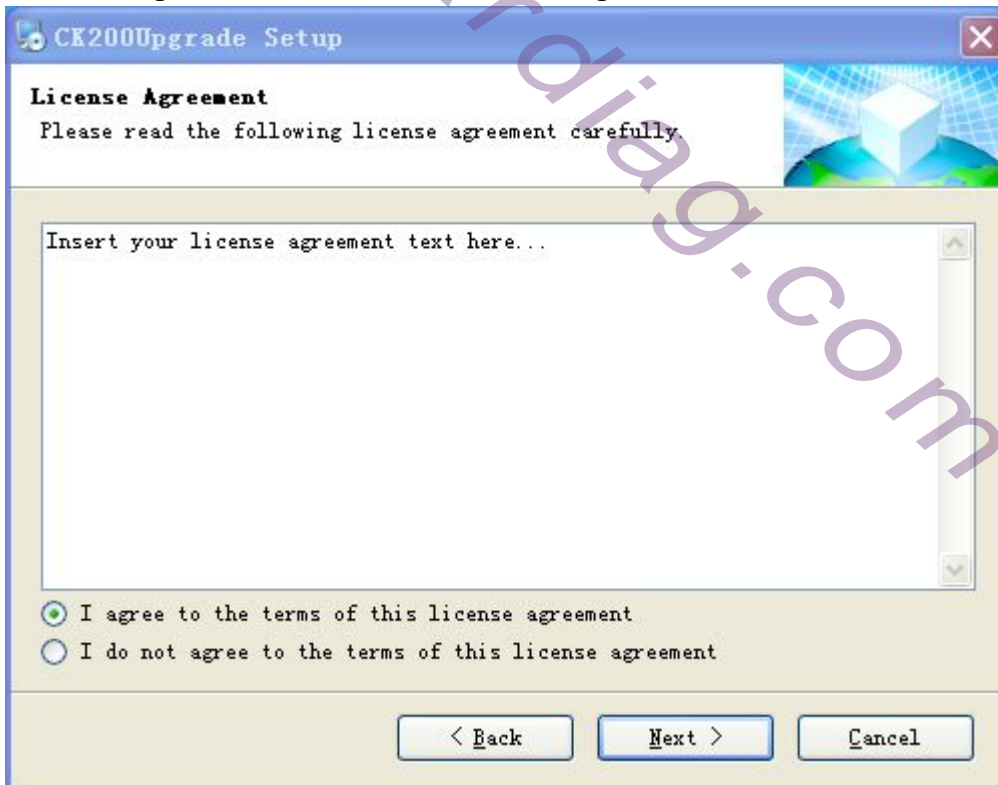 CK200Upgrade Setup
License Agreement
Please read the following license agreement carefully.
Insert your license agreement text here...
I agree to the terms of this license agreement
I do not agree to the terms of this license agreement
< Back
Next >
Cancel
rdiag.com